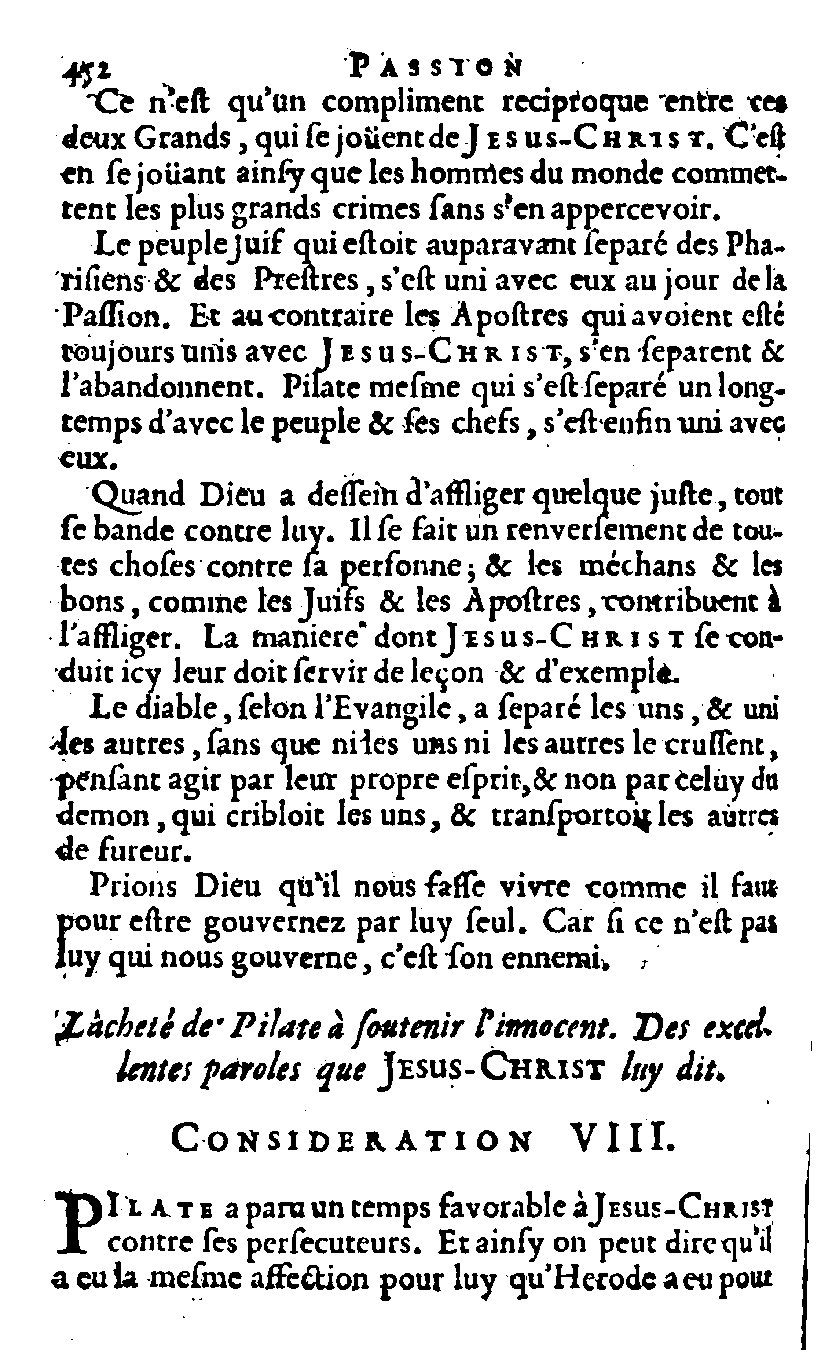 452 PASSION
Ce n'est qu'un compliment reciproque entre ces
deux Grands, qui se joüent de JESUS-CHRIST. C'est
en se joüant ainsy que les hommes du monde commet-
tent les plus grands crimes sans s'en appercevoir.
Le peuple Juif qui estoit auparavant separé des Pha-
risiens & des Prestres, s'est uni avec eux au jour de la
Passion. Et au contraire les Apostres qui avoient esté
toujours unis avec JESUS-CHRIST, s'en separent &
l'abandonnent. Pilate mesme qui s'est separé un long-
temps d'avec le peuple & ses chefs, s'est enfin uni avec
eux.
Quand Dieu a dessein d'affliger quelque juste, tout
se bande contre luy. Il se fait un renversement de tou-
tes choses contre sa personne; & les méchans & les
bons, comme les Juifs & les Apostres, contribuent à
l'affliger. La maniere dont JESUS-CHRIST se con-
duit icy leur doit servir de leçon & d'exemple.
Le diable, selon l'Evangile, a separé les uns, & uni
les autres, sans que ni les uns ni les autres le crussent,
pensant agir par leur propre esprit, & non par celuy du
demon, qui cribloit les uns, & transportoit les autres
de fureur.
Prions Dieu qu'il nous fasse vivre comme il faut
pour estre gouvernez par luy seul. Car si ce n'est pas
luy qui nous gouverne, c'est son ennemi.
Lâcheté de Pilate à soutenir l'innocent. Des excel-
lentes paroles que JESUS-CHRIST luy dit.
CONSIDERATION VIII.
PILATE a paru un temps favorable à JESUS-CHRIST
contre ses persecuteurs. Et ainsy on peut dire qu'il
a eu la mesme affection pour luy qu'Herode a eu pour